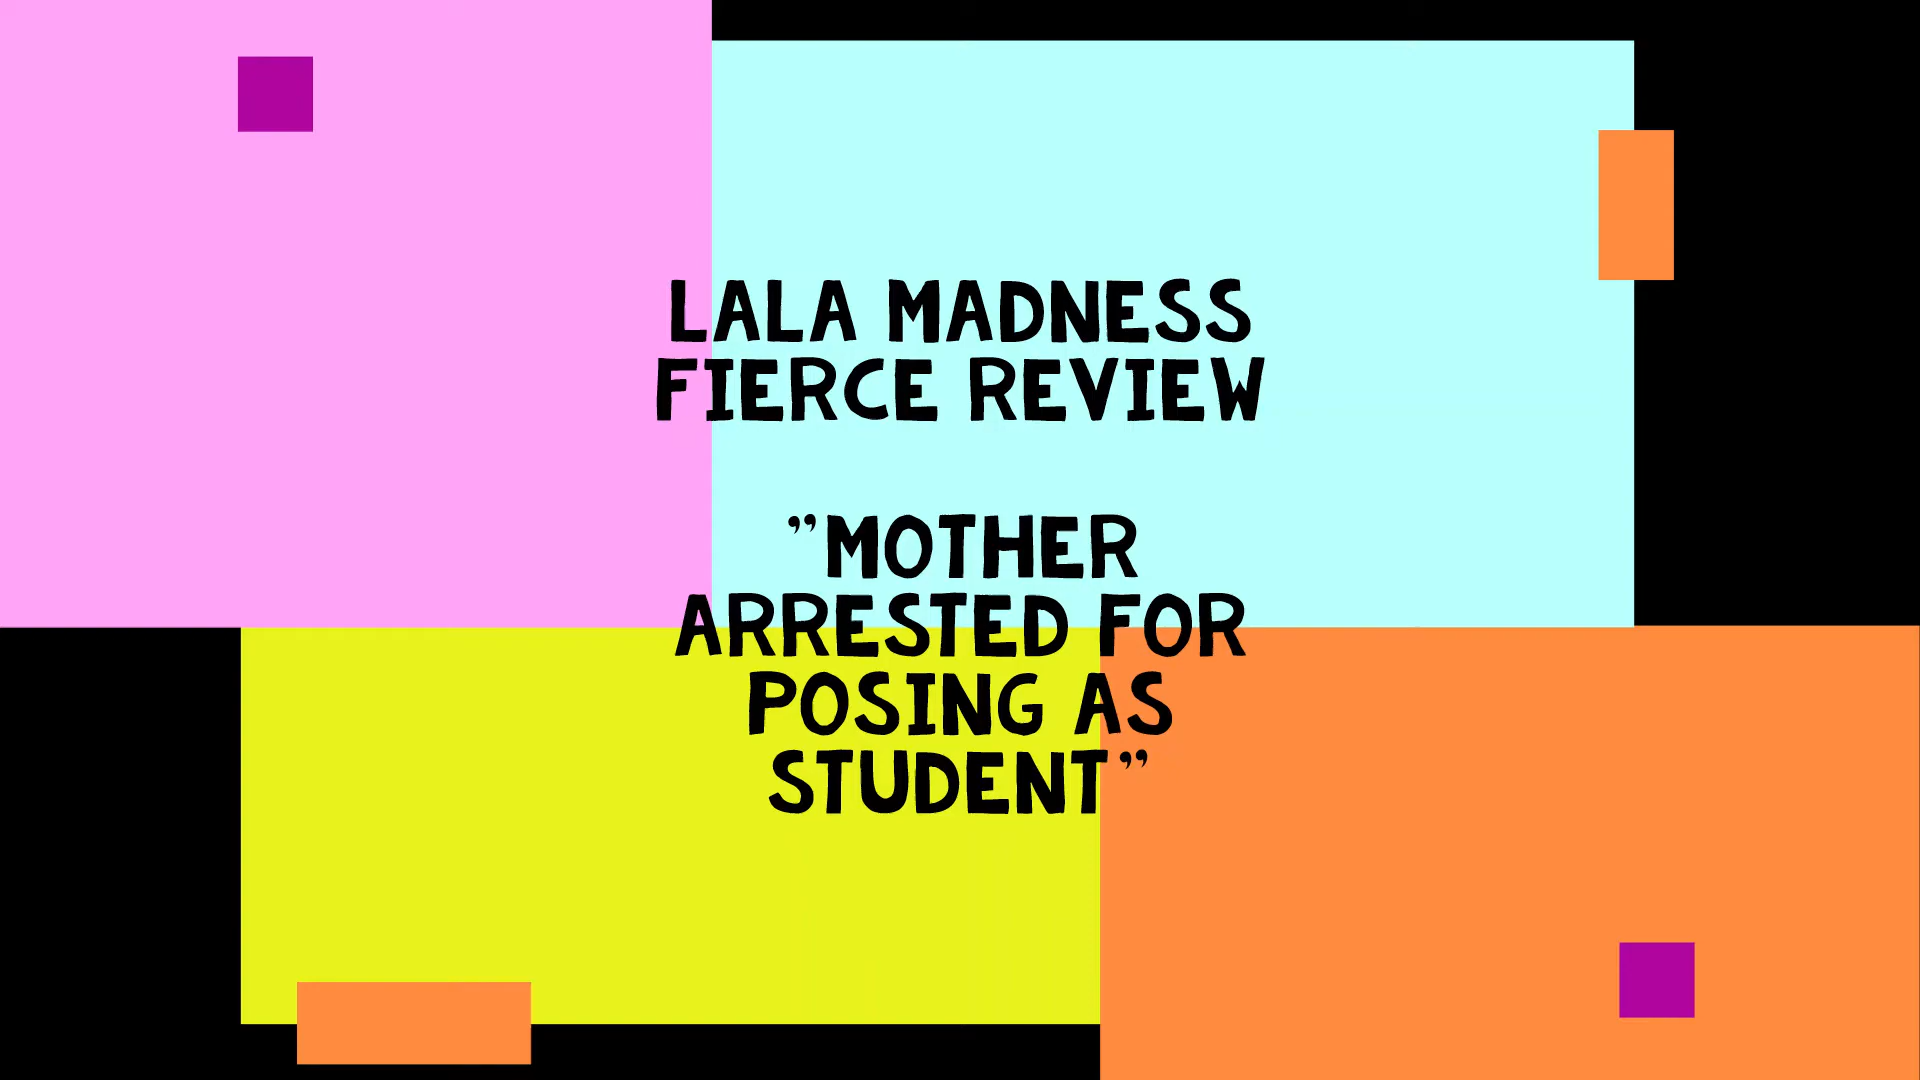 LALA MADNESS
FIERCE REVIEW
”MOTHER
ARRESTED FOR
POSING AS
STUDENT”